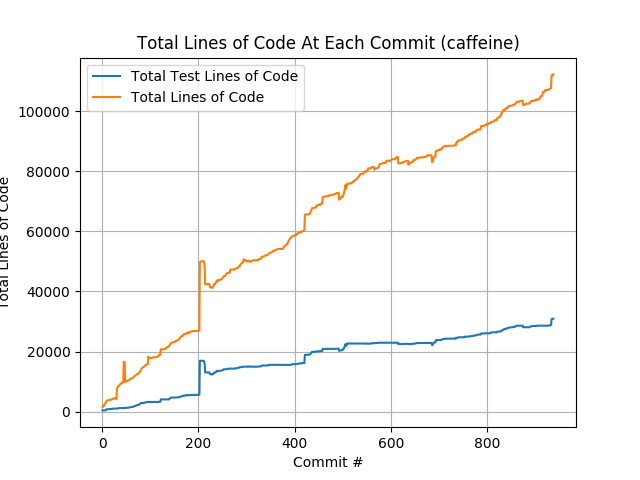 Total Lines of Code At Each Commit (caffeine)
Total Test Lines of Code
Total Lines of Code
100000
80000
60000
40000
20000
0
Total Lines of Code
0 200 400 600 800
Commit #